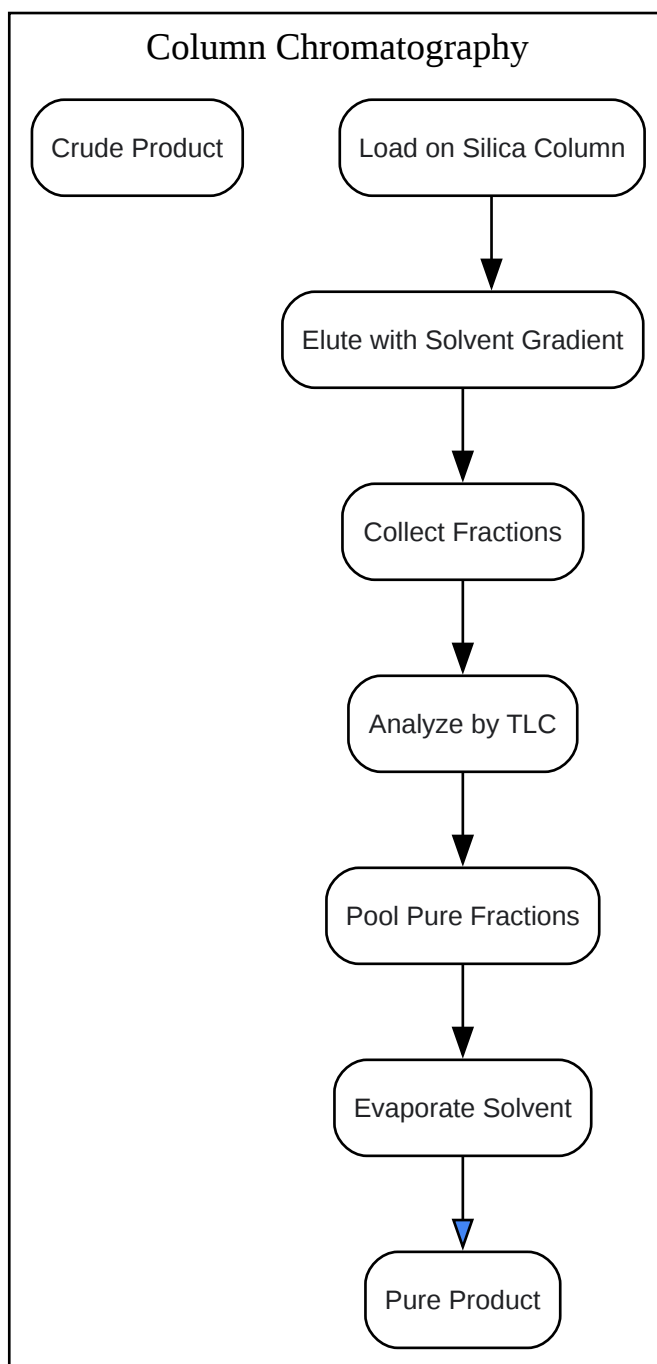 Column Chromatography
Crude Product
Load on Silica Column
Elute with Solvent Gradient
Collect Fractions
Analyze by TLC
Pool Pure Fractions
Evaporate Solvent
Pure Product